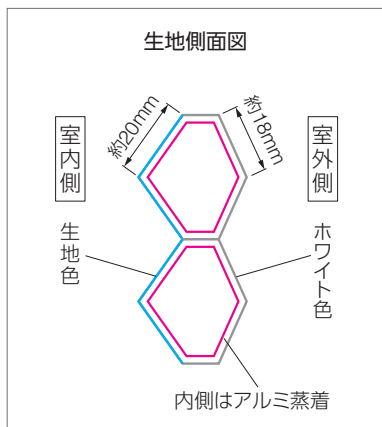 生地側面図
約20mm
約18mm
室内側
室外側
生地色
ホワイト色
内側はアルミ蒸着